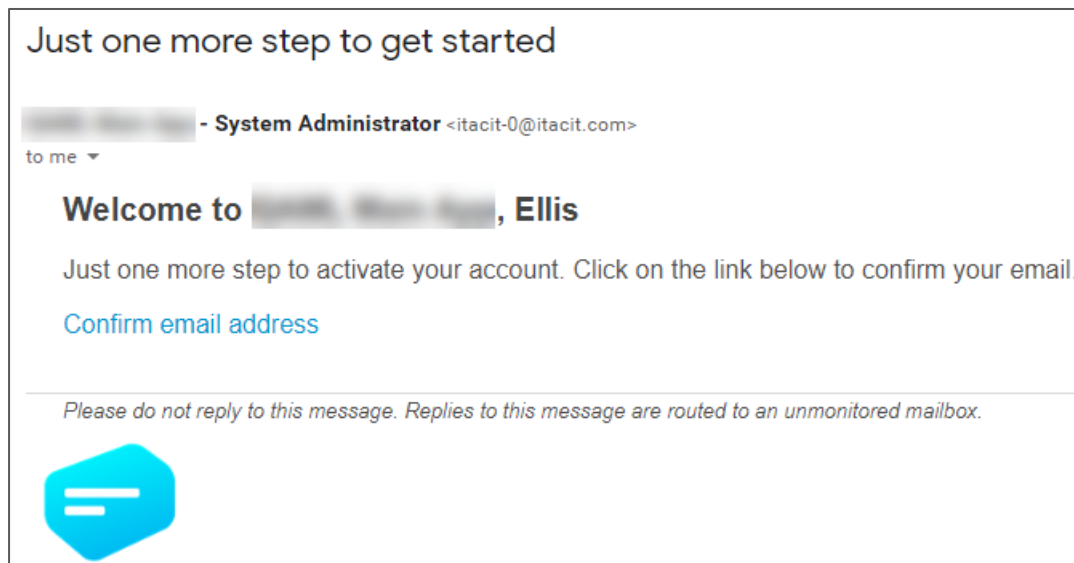 Just one more step to get started
- System Administrator <itacit-0@itacit.com>
to me
Welcome to , Ellis
Just one more step to activate your account. Click on the link below to confirm your email.
Confirm email address
Please do not reply to this message. Replies to this message are routed to an unmonitored mailbox.